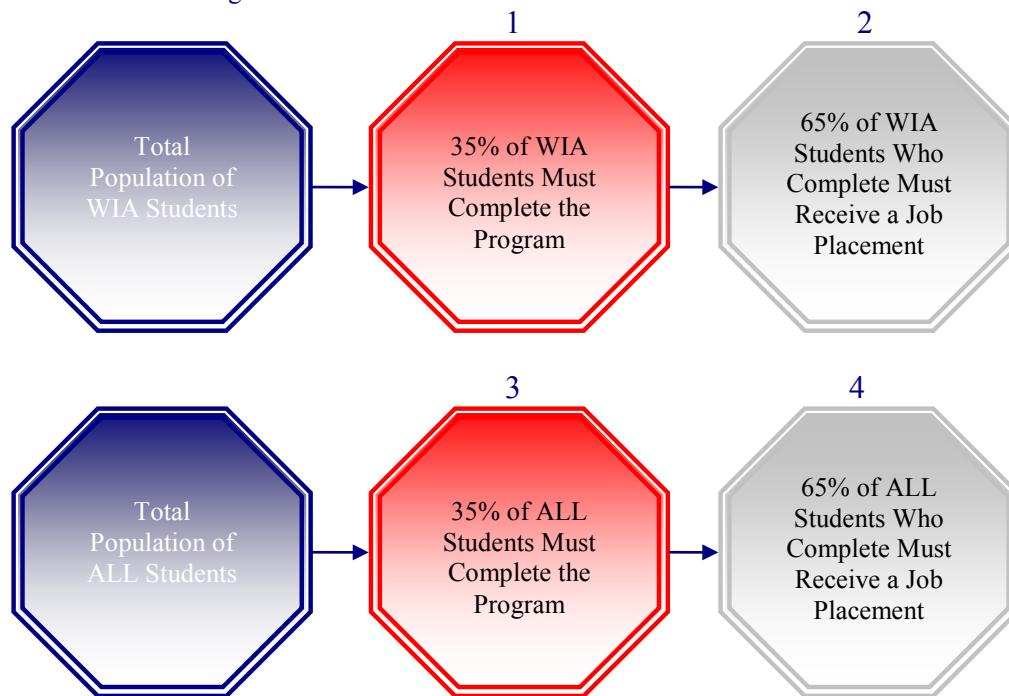 1
2
Total
Population of
WIA Students
35% of WIA
Students Must
Complete the
Program
65% of WIA
Students Who
Complete Must
Receive a Job
Placement
3
4
Total
Population of
ALL Students
35% of ALL
Students Must
Complete the
Program
65% of ALL
Students Who
Complete Must
Receive a Job
Placement